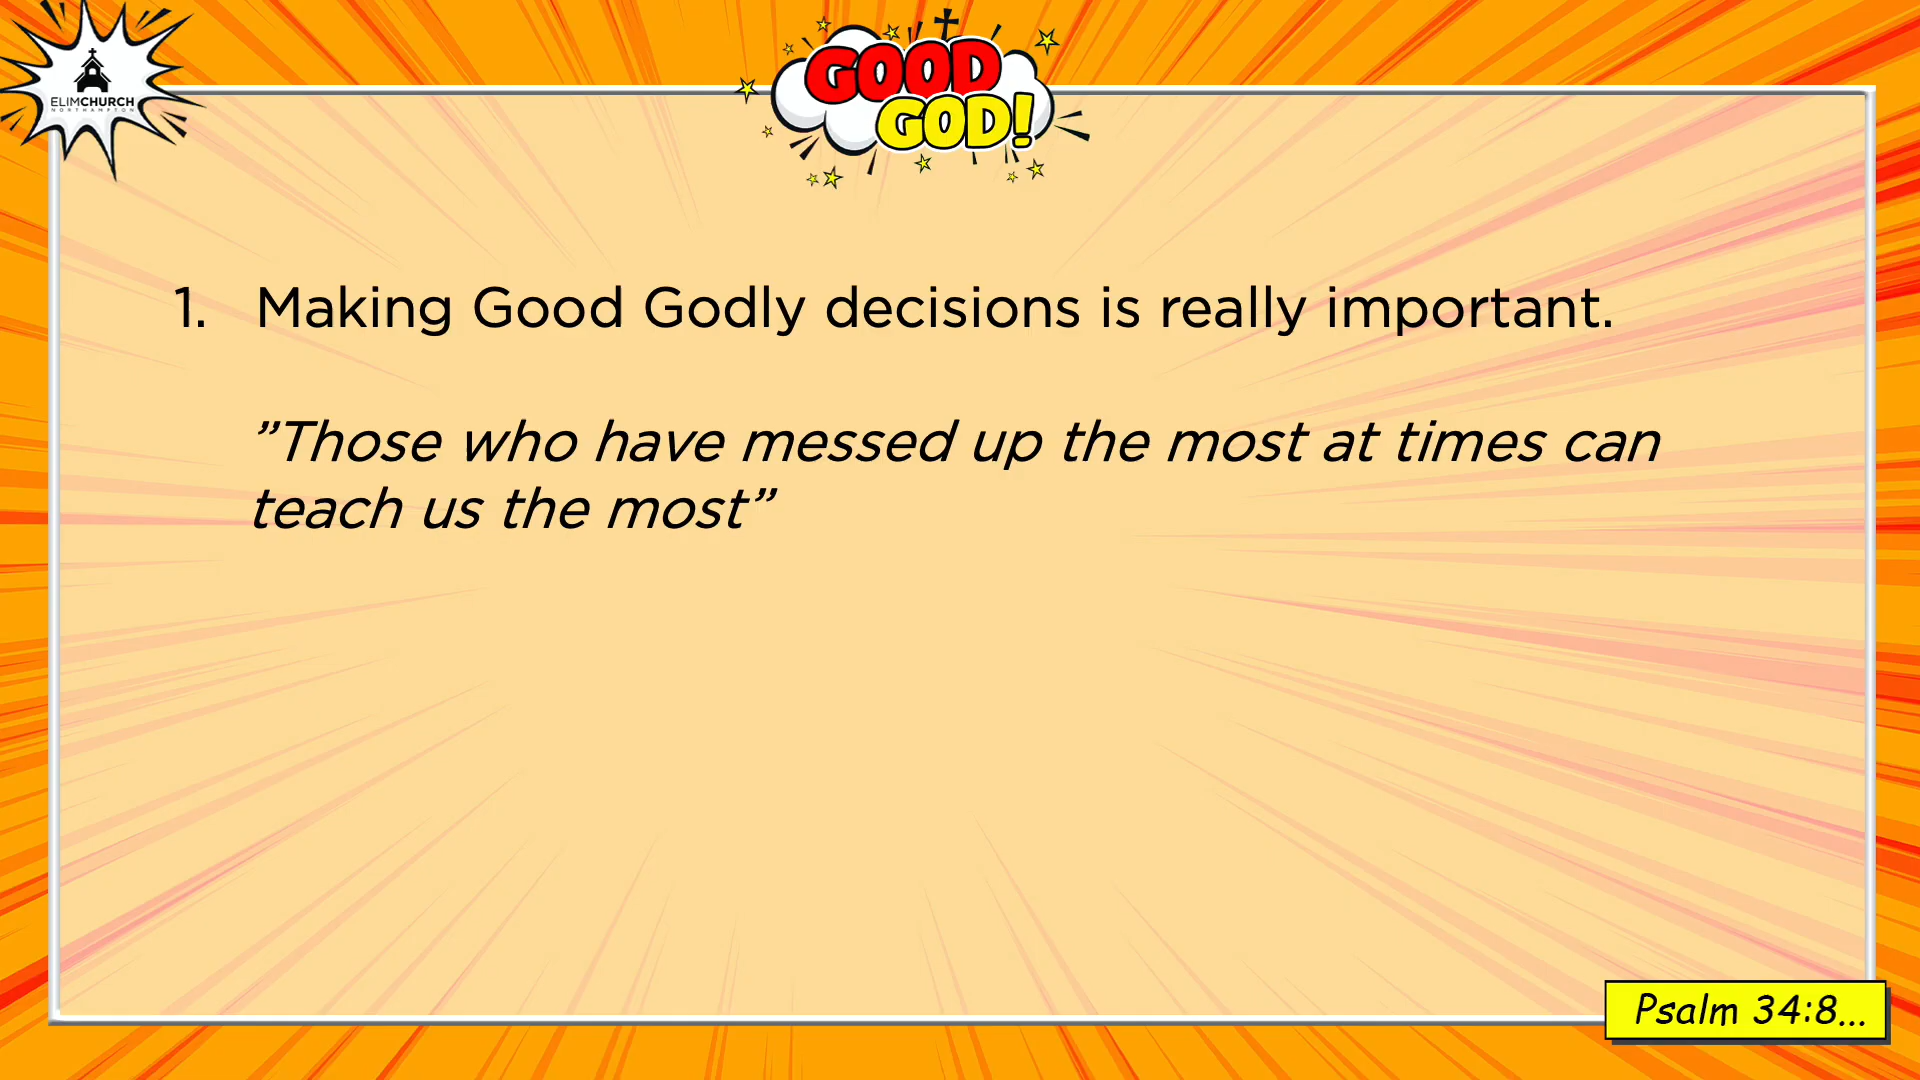 ELIMCHURCH
NORTHAMPTON
GOOD
GOD!
1. Making Good Godly decisions is really important.
”Those who have messed up the most at times can
teach us the most”
Psalm 34:8...